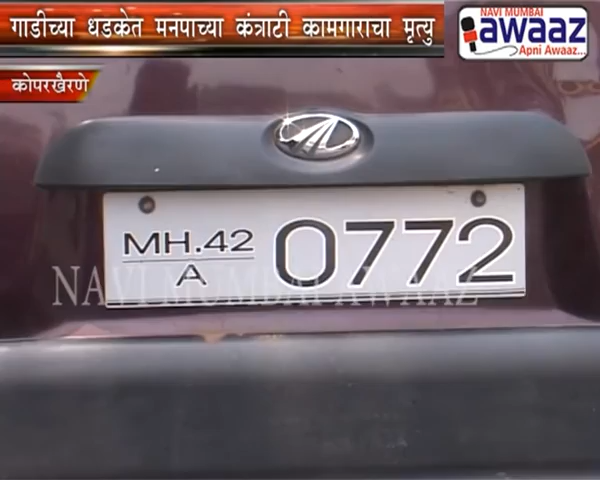 गाडीच्या धडकेत मनपाच्या कंत्राटी कामगाराचा मृत्यु
NAVI MUMBAI
awaaz
Apni Awaaz...
कोपरखैरणे
MH.42
A
0772
NAVI MUMBAI AWAAZ